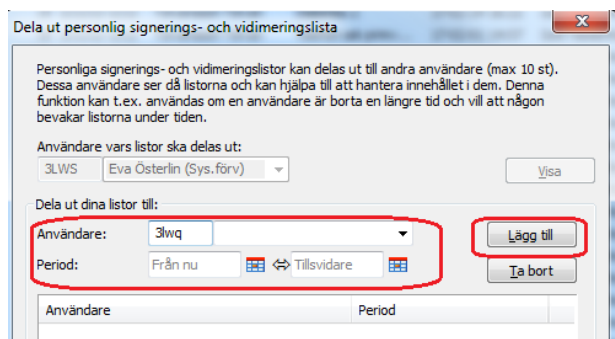 Dela ut personlig signerings- och vidimeringslista
Personliga signerings- och vidimeringslistor kan delas ut till andra användare (max 10 st).
Dessa användare ser då listorna och kan hjälpa till att hantera innehållet i dem. Denna
funktion kan t.ex. användas om en användare är borta en längre tid och vill att någon
bevakar listorna under tiden.
Användare vars listor ska delas ut:
3LWS Eva Österlin (Sys.förv) Visa
Dela ut dina listor till:
Användare: 3lwq Lägg till
Period: Från nu Tillsvidare Ta bort
Användare Period